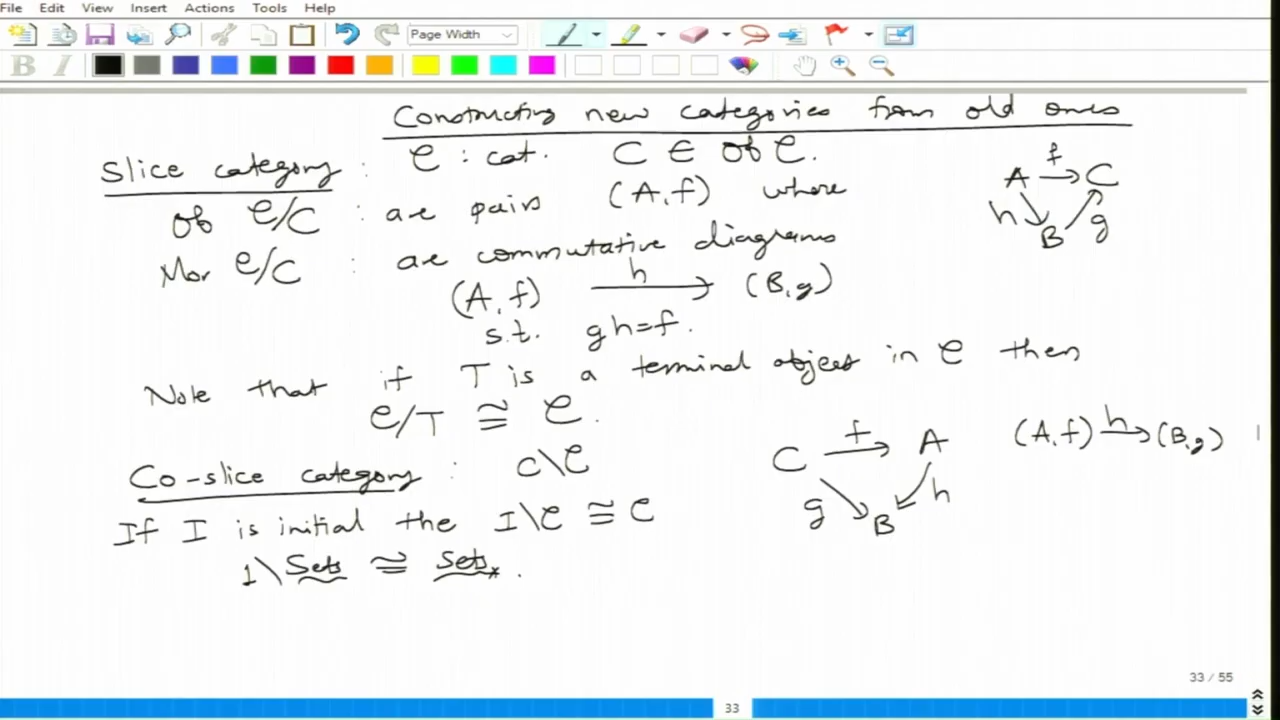 File Edit View Insert Actions Tools Help
Page Width
B I
Constructing new categories from old ones
Slice category : C : cat. C ∈ Ob C.
Ob C/C : are pairs (A,f) where
A f→ C
h B g
Mor C/C : are commutative diagrams
(A,f) h→ (B,g)
s.t. gh=f.
Note that if T is a terminal object in C then
C/T ≅ C.
Co-slice category : C\C
C f→ A (A,f) h→ (B,g)
g B h
If I is initial the I\C ≅ C
1\Sets ≅ Sets*.
33 / 55
33